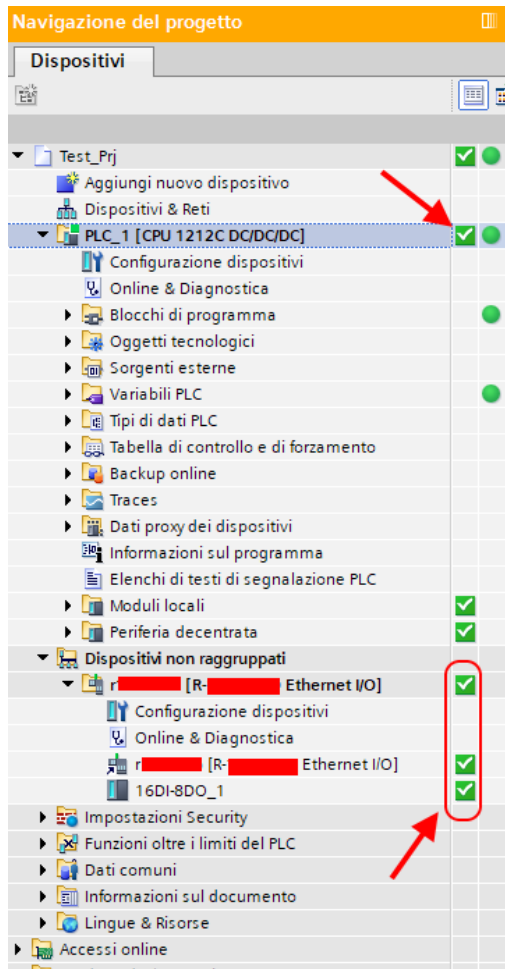 Navigazione del progetto
Dispositivi
Test_Prj
Aggiungi nuovo dispositivo
Dispositivi & Reti
PLC_1 [CPU 1212C DC/DC/DC]
Configurazione dispositivi
Online & Diagnostica
Blocchi di programma
Oggetti tecnologici
Sorgenti esterne
Variabili PLC
Tipi di dati PLC
Tabella di controllo e di forzamento
Backup online
Traces
Dati proxy dei dispositivi
Informazioni sul programma
Elenchi di testi di segnalazione PLC
Moduli locali
Periferia decentrata
Dispositivi non raggruppati
r [R- Ethernet I/O]
Configurazione dispositivi
Online & Diagnostica
r [R- Ethernet I/O]
16DI-8DO_1
Impostazioni Security
Funzioni oltre i limiti del PLC
Dati comuni
Informazioni sul documento
Lingue & Risorse
Accessi online